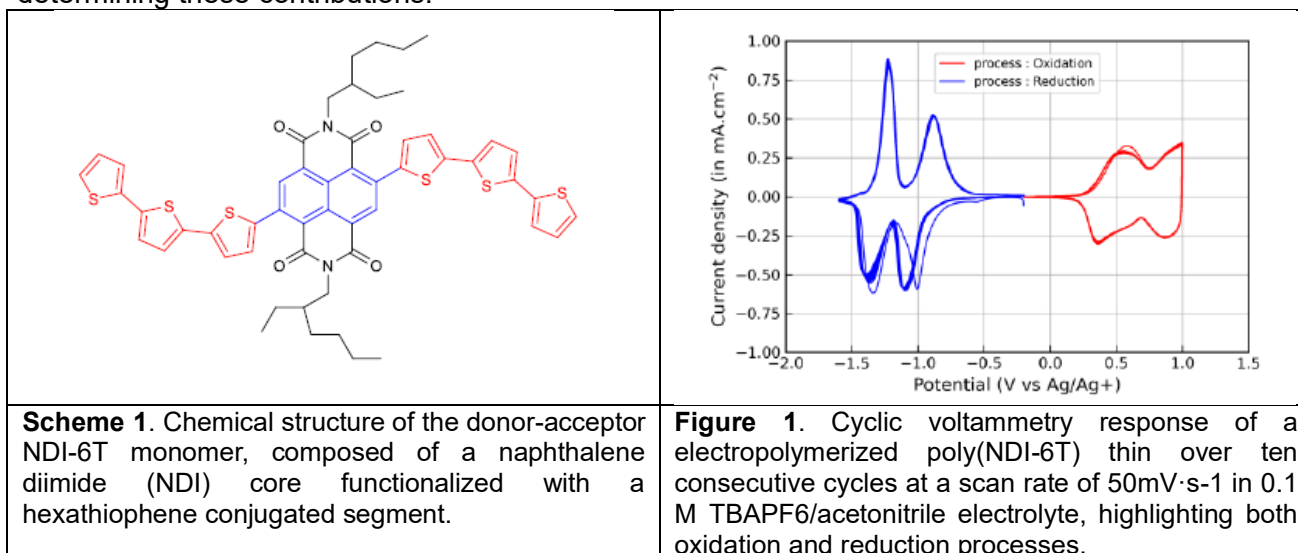 determining these contributions.
O
N
O
S
S
S
S
S
S
O
N
O
1.00
0.75
0.50
0.25
0.00
−0.25
−0.50
−0.75
−1.00
−2.0 −1.5 −1.0 −0.5 0.0 0.5 1.0 1.5
Current density (in mA.cm−2)
Potential (V vs Ag/Ag+)
process : Oxidation
process : Reduction
Scheme 1. Chemical structure of the donor-acceptor
NDI-6T monomer, composed of a naphthalene
diimide (NDI) core functionalized with a
hexathiophene conjugated segment.
Figure 1. Cyclic voltammetry response of a
electropolymerized poly(NDI-6T) thin over ten
consecutive cycles at a scan rate of 50mV·s-1 in 0.1
M TBAPF6/acetonitrile electrolyte, highlighting both
oxidation and reduction processes.